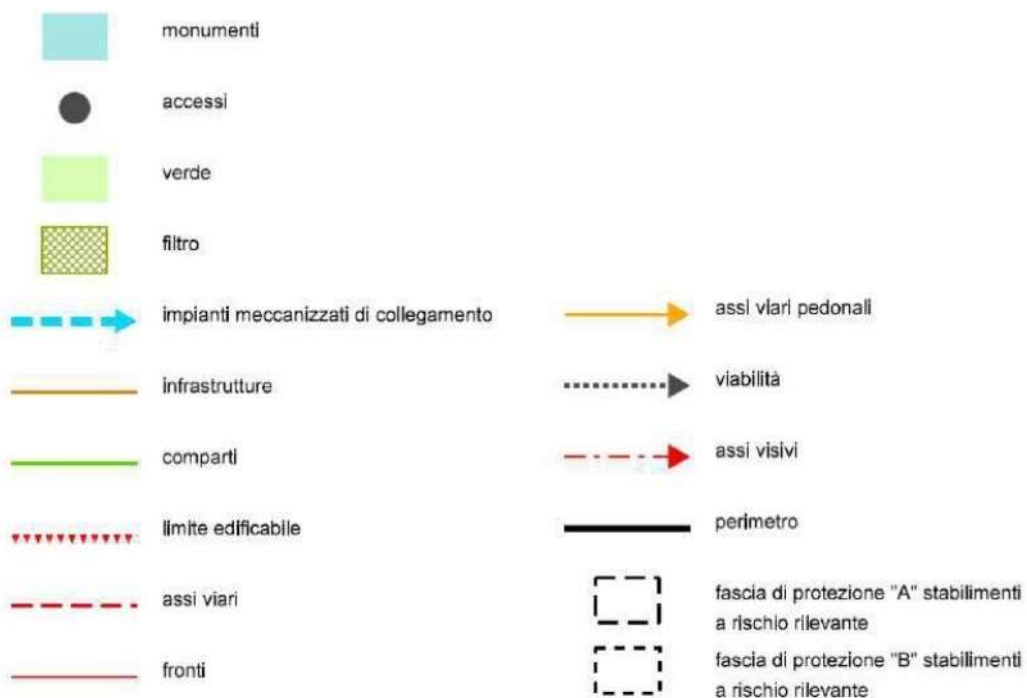 monumenti
accessi
verde
filtro
impianti meccanizzati di collegamento
infrastrutture
comparti
limite edificabile
assi viari
fronti
assi viari pedonali
viabilità
assi visivi
perimetro
fascia di protezione "A" stabilimenti
a rischio rilevante
fascia di protezione "B" stabilimenti
a rischio rilevante